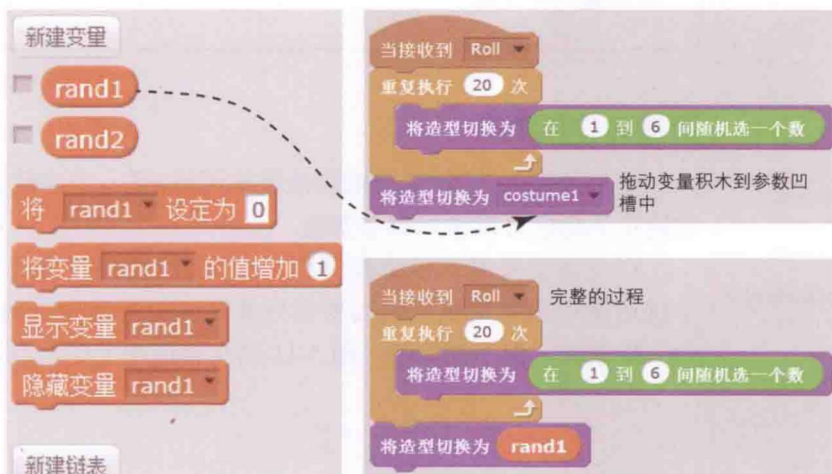 新建变量
rand1
rand2
将 rand1 设定为 0
将变量 rand1 的值增加 1
显示变量 rand1
隐藏变量 rand1
新建链表
当接收到 Roll
重复执行 20 次
将造型切换为 在 1 到 6 间随机选一个数
将造型切换为 costume1
拖动变量积木到参数凹
槽中
当接收到 Roll 完整的过程
重复执行 20 次
将造型切换为 在 1 到 6 间随机选一个数
将造型切换为 rand1